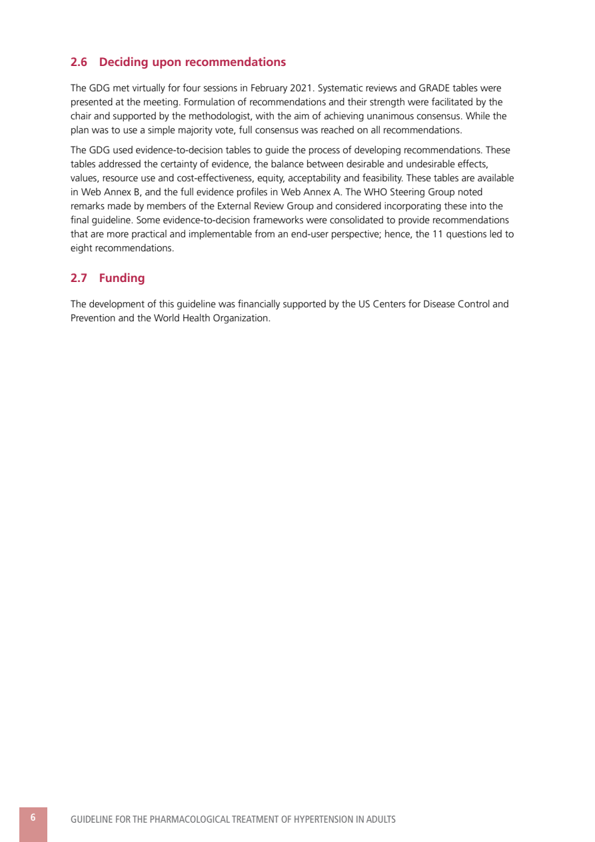 2.6 Deciding upon recommendations
The GDG met virtually for four sessions in February 2021. Systematic reviews and GRADE tables were
presented at the meeting. Formulation of recommendations and their strength were facilitated by the
chair and supported by the methodologist, with the aim of achieving unanimous consensus. While the
plan was to use a simple majority vote, full consensus was reached on all recommendations.
The GDG used evidence-to-decision tables to guide the process of developing recommendations. These
tables addressed the certainty of evidence, the balance between desirable and undesirable effects,
values, resource use and cost-effectiveness, equity, acceptability and feasibility. These tables are available
in Web Annex B, and the full evidence profiles in Web Annex A. The WHO Steering Group noted
remarks made by members of the External Review Group and considered incorporating these into the
final guideline. Some evidence-to-decision frameworks were consolidated to provide recommendations
that are more practical and implementable from an end-user perspective; hence, the 11 questions led to
eight recommendations.
2.7 Funding
The development of this guideline was financially supported by the US Centers for Disease Control and
Prevention and the World Health Organization.
6 GUIDELINE FOR THE PHARMACOLOGICAL TREATMENT OF HYPERTENSION IN ADULTS